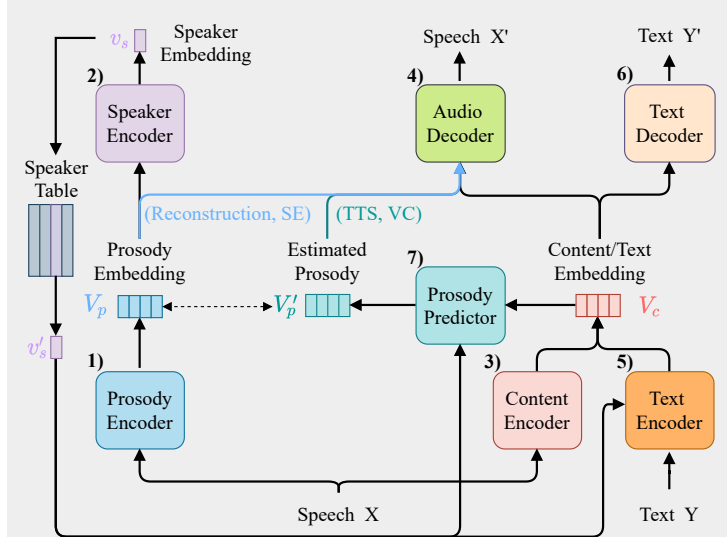 v_s
Speaker
Embedding
Speech X'
Text Y'
2)
4)
6)
Speaker
Encoder
Audio
Decoder
Text
Decoder
Speaker
Table
(Reconstruction, SE)
(TTS, VC)
Prosody
Embedding
Estimated
Prosody
7)
Content/Text
Embedding
V_p
V'_p
Prosody
Predictor
V_c
v'_s
1)
3)
5)
Prosody
Encoder
Content
Encoder
Text
Encoder
Speech X
Text Y